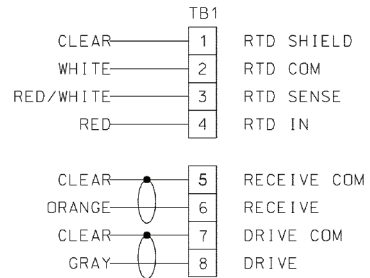 TB1
CLEAR 1 RTD SHIELD
WHITE 2 RTD COM
RED/WHITE 3 RTD SENSE
RED 4 RTD IN
CLEAR 5 RECEIVE COM
ORANGE 6 RECEIVE
CLEAR 7 DRIVE COM
GRAY 8 DRIVE